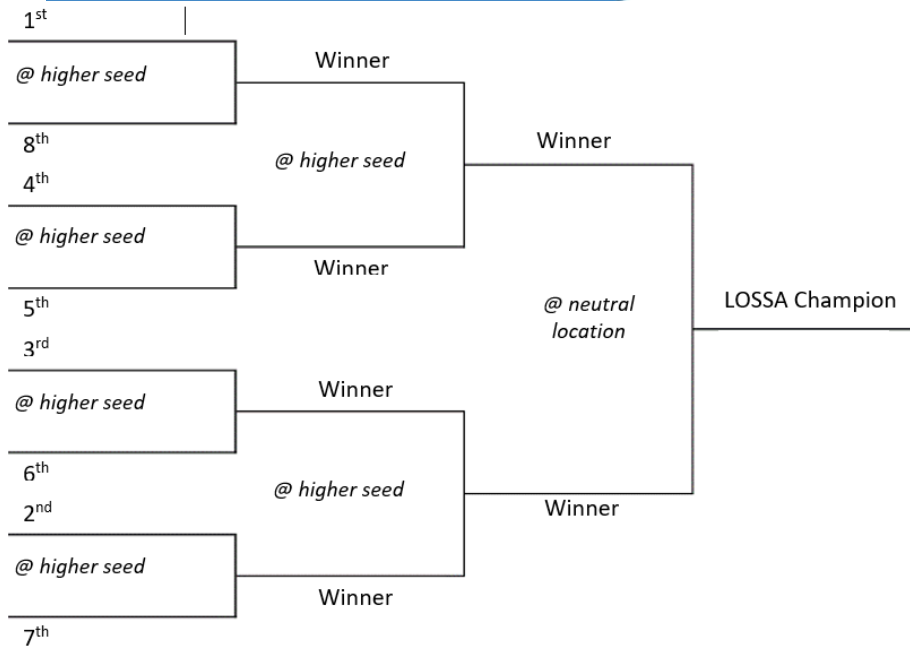 1st
@ higher seed
Winner
8th
@ higher seed
Winner
4th
@ higher seed
Winner
5th
@ neutral
location
LOSSA Champion
3rd
@ higher seed
Winner
6th
@ higher seed
Winner
2nd
@ higher seed
Winner
7th